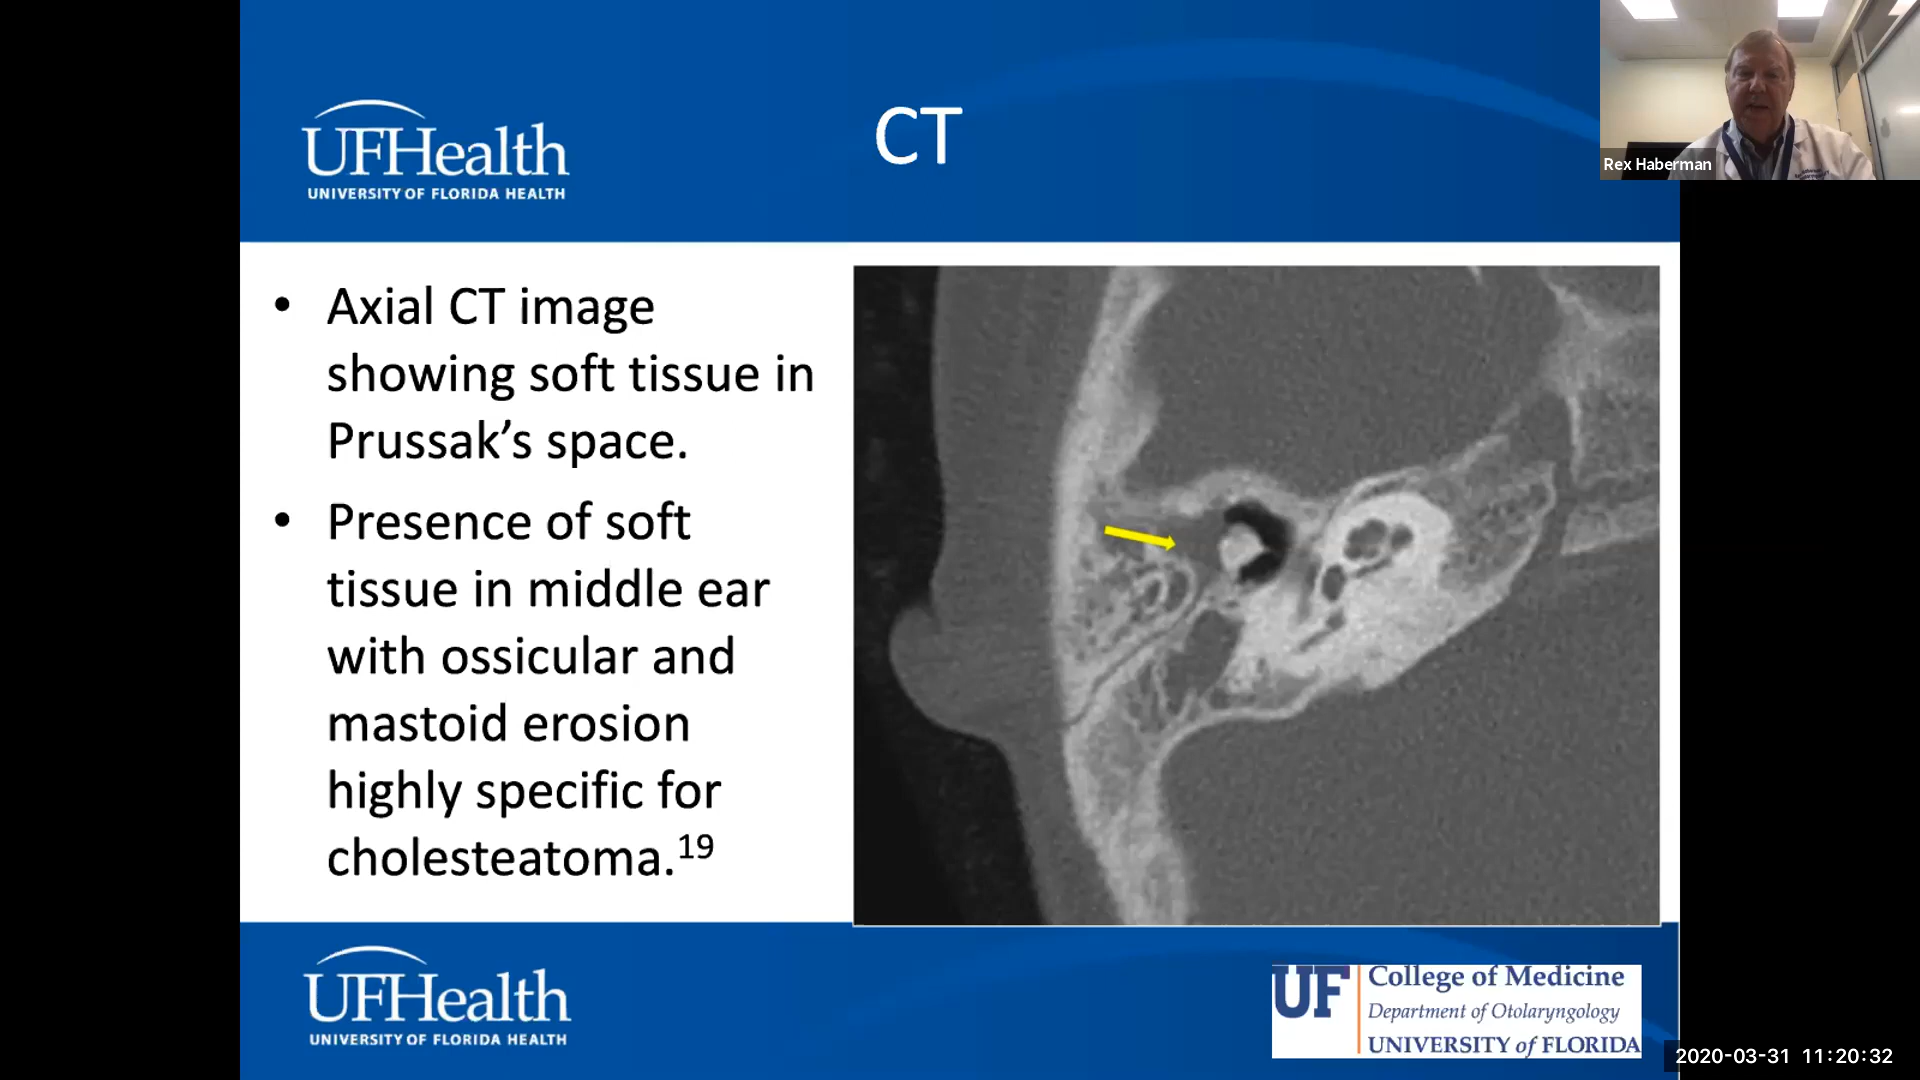 UFHealth
UNIVERSITY OF FLORIDA HEALTH
CT
Rex Haberman
• Axial CT image
showing soft tissue in
Prussak’s space.
• Presence of soft
tissue in middle ear
with ossicular and
mastoid erosion
highly specific for
cholesteatoma.19
UFHealth
UNIVERSITY OF FLORIDA HEALTH
UF
College of Medicine
Department of Otolaryngology
UNIVERSITY of FLORIDA
2020-03-31 11:20:32